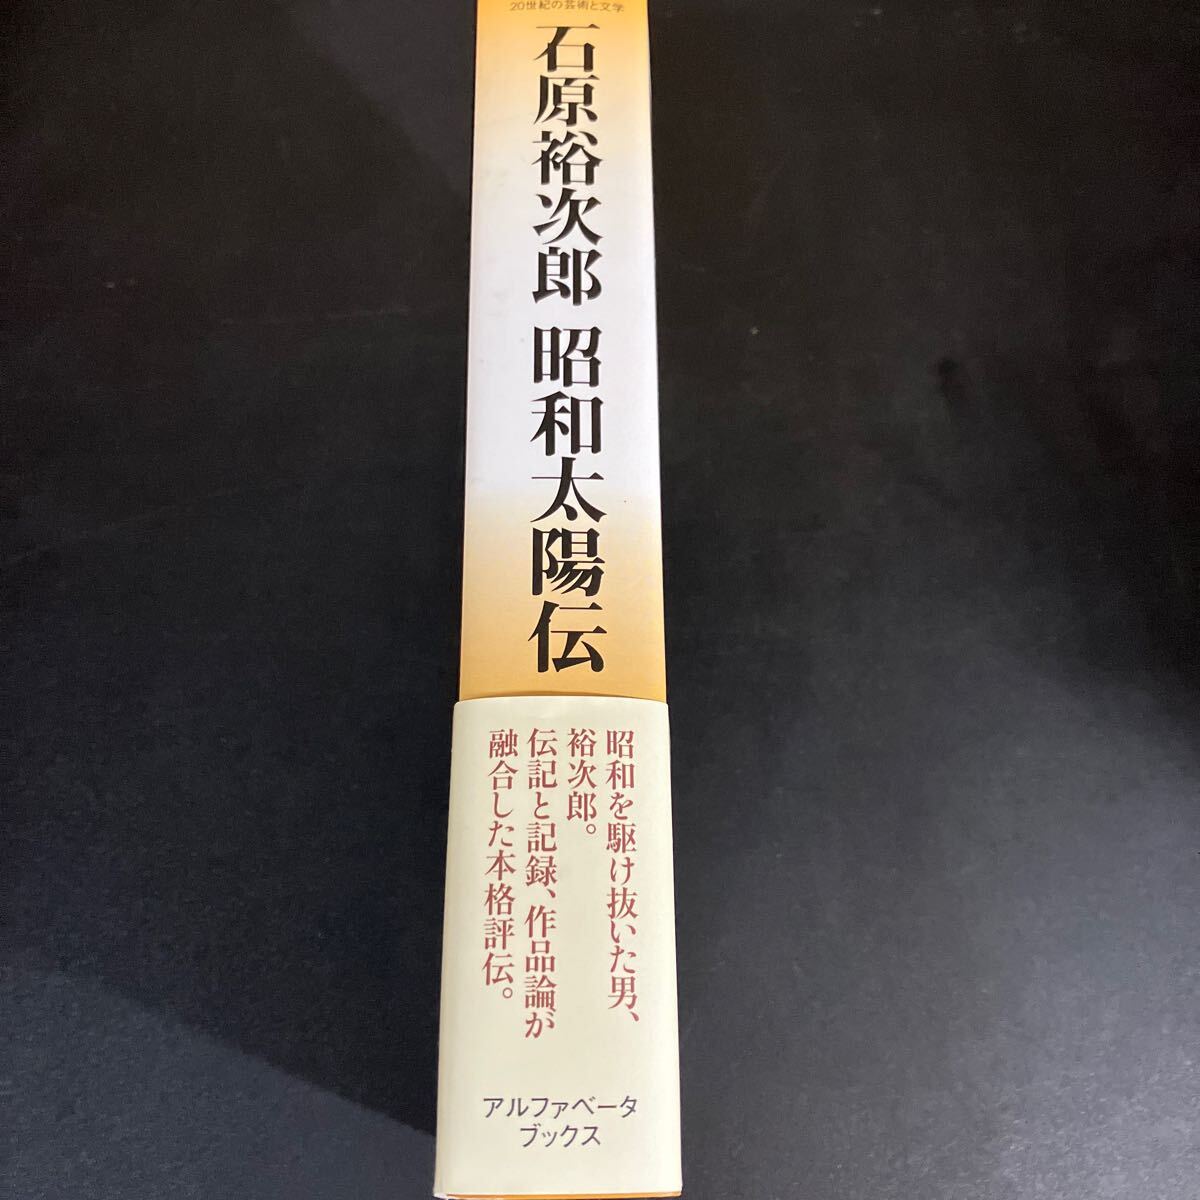 20世紀の芸術と文学
石原裕次郎 昭和太陽伝
昭和を駆け抜いた男、
裕次郎。
伝記と記録、作品論が
融合した本格評伝。
アルファベータ
ブックス